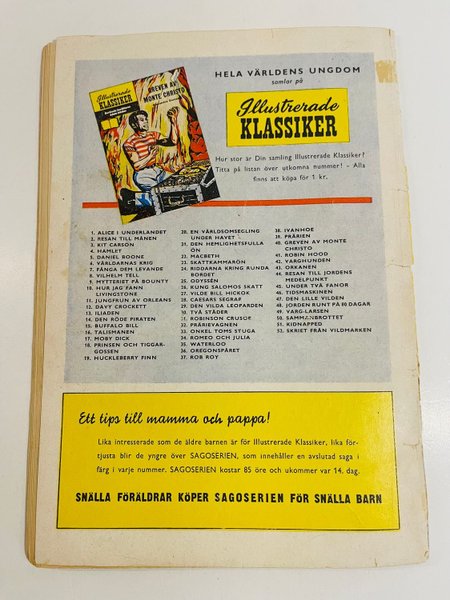 Illustrerade
KLASSIKER
GREVEN AV
MONTE CHRISTO
HELA VÄRLDENS UNGDOM
samlar på
Illustrerade
KLASSIKER
Hur stor är Din samling Illustrerade Klassiker?
Titta på listan över utkomna nummer! - Alla
finns att köpa för 1 kr.
1. ALICE I UNDERLANDET
2. RESAN TILL MÅNEN
3. KIT CARSON
4. HAMLET
5. DANIEL BOONE
6. VÄRLDARNAS KRIG
7. FÅNGA DEM LEVANDE
8. VILHELM TELL
9. MYTTERIET PÅ BOUNTY
10. HUR JAG FANN
LIVINGSTONE
11. JUNGFRUN AV ORLEANS
12. DAVY CROCKETT
13. ILIADEN
14. DEN RÖDE PIRATEN
15. BUFFALO BILL
16. TALISMANEN
17. MOBY DICK
18. PRINSEN OCH TIGGAR-
GOSSEN
19. HUCKLEBERRY FINN
20. EN VÄRLDSOMSEGLING
UNDER HAVET
21. DEN HEMLIGHETSFULLA
ÖN
22. MACBETH
23. SKATTKAMMARÖN
24. RIDDARNA KRING RUNDA
BORDET
25. ODYSSÉN
26. KUNG SALOMOS SKATT
27. VILDE BILL HICKOK
28. CAESARS SEGRAR
29. DEN VILDA LEOPARDEN
30. TVÅ STÄDER
31. ROBINSON CRUSOE
32. PRÄRIEVAGNEN
33. ONKEL TOMS STUGA
34. ROMEO OCH JULIA
35. WATERLOO
36. OREGONSPÅRET
37. ROB ROY
38. IVANHOE
39. PRÄRIEN
40. GREVEN AV MONTE
CHRISTO
41. ROBIN HOOD
42. VARGHUNDEN
43. ORKANEN
44. RESAN TILL JORDENS
MEDELPUNKT
45. UNDER TVÅ FANOR
46. TIDSMASKINEN
47. DEN LILLE VILDEN
48. JORDEN RUNT PÅ 80 DAGAR
49. VARG-LARSEN
50. SAMMANBROTTET
51. KIDNAPPED
52. SKRIET FRÅN VILDMARKEN
Ett tips till mamma och pappa!
Lika intresserade som de äldre barnen är för Illustrerade Klassiker, lika för-
tjusta blir de yngre över SAGOSERIEN, som innehåller en avslutad saga i
färg i varje nummer. SAGOSERIEN kostar 85 öre och ukommer var 14. dag.
SNÄLLA FÖRÄLDRAR KÖPER SAGOSERIEN FÖR SNÄLLA BARN